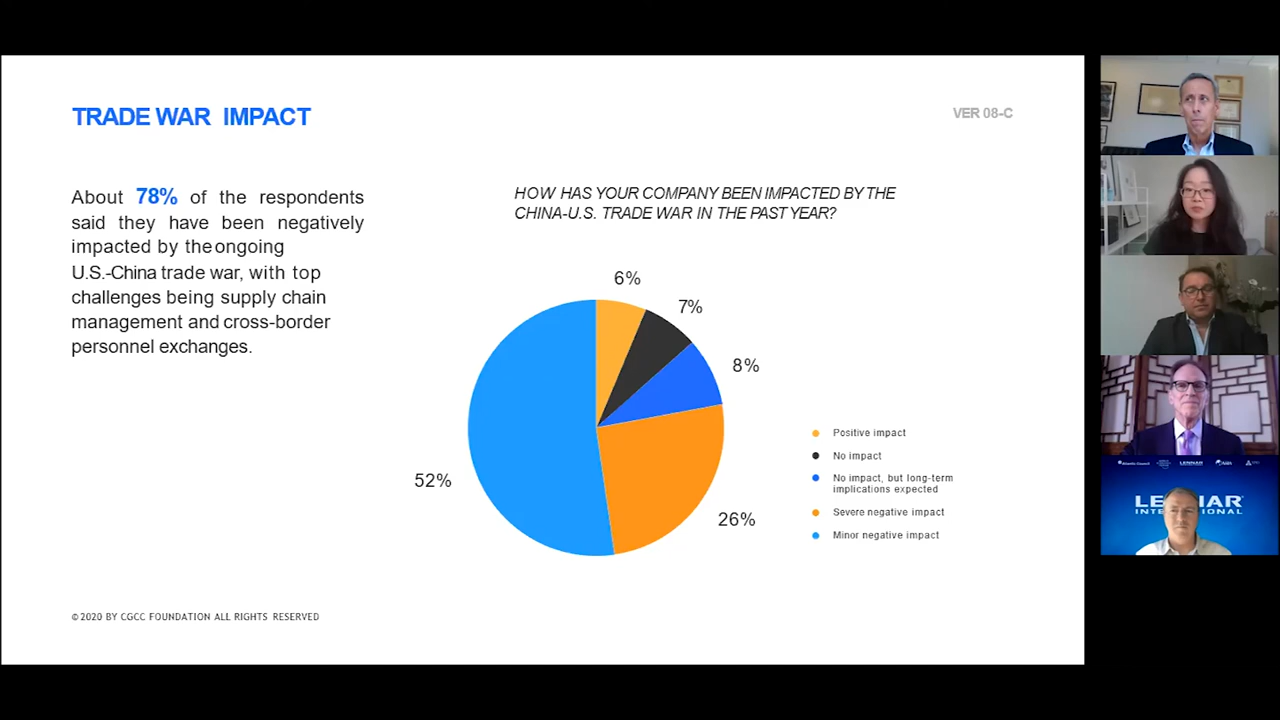 TRADE WAR IMPACT
VER 08-C
About 78% of the respondents
said they have been negatively
impacted by the ongoing
U.S.-China trade war, with top
challenges being supply chain
management and cross-border
personnel exchanges.
HOW HAS YOUR COMPANY BEEN IMPACTED BY THE
CHINA-U.S. TRADE WAR IN THE PAST YEAR?
6%
7%
8%
52%
26%
Positive impact
No impact
No impact, but long-term
implications expected
Severe negative impact
Minor negative impact
©2020 BY CGCC FOUNDATION ALL RIGHTS RESERVED
Atlantic Council
LENNAR